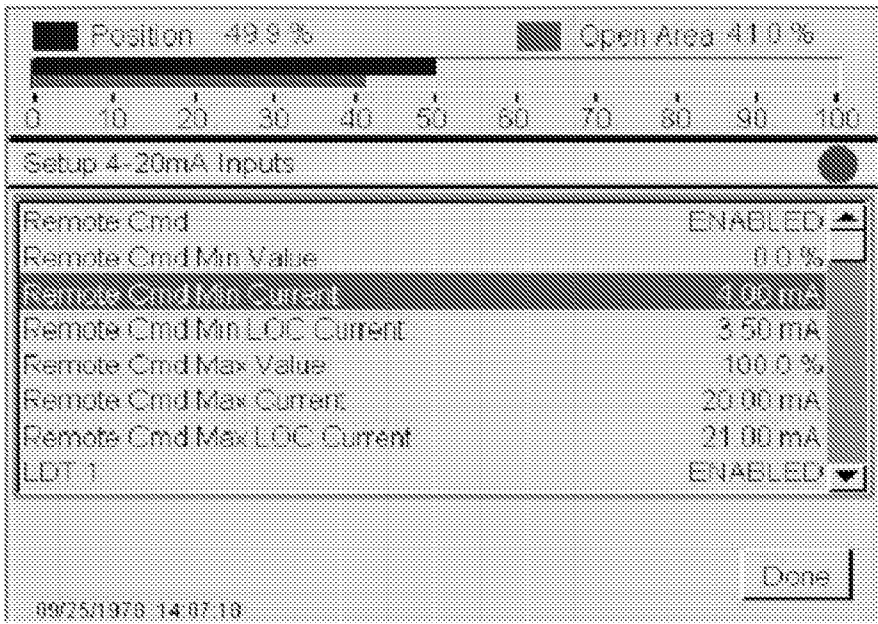 Position 49.9 % Open Area 41.0 %
0 10 20 30 40 50 60 70 80 90 100
Setup 4-20mA Inputs
Remote Cmd ENABLED
Remote Cmd Min Value 0.0 %
Remote Cmd Min Current 4.00 mA
Remote Cmd Min LOC Current 3.50 mA
Remote Cmd Max Value 100.0 %
Remote Cmd Max Current 20.00 mA
Remote Cmd Max LOC Current 21.00 mA
LDT 1 ENABLED
Done
09/25/1970 14:07:19